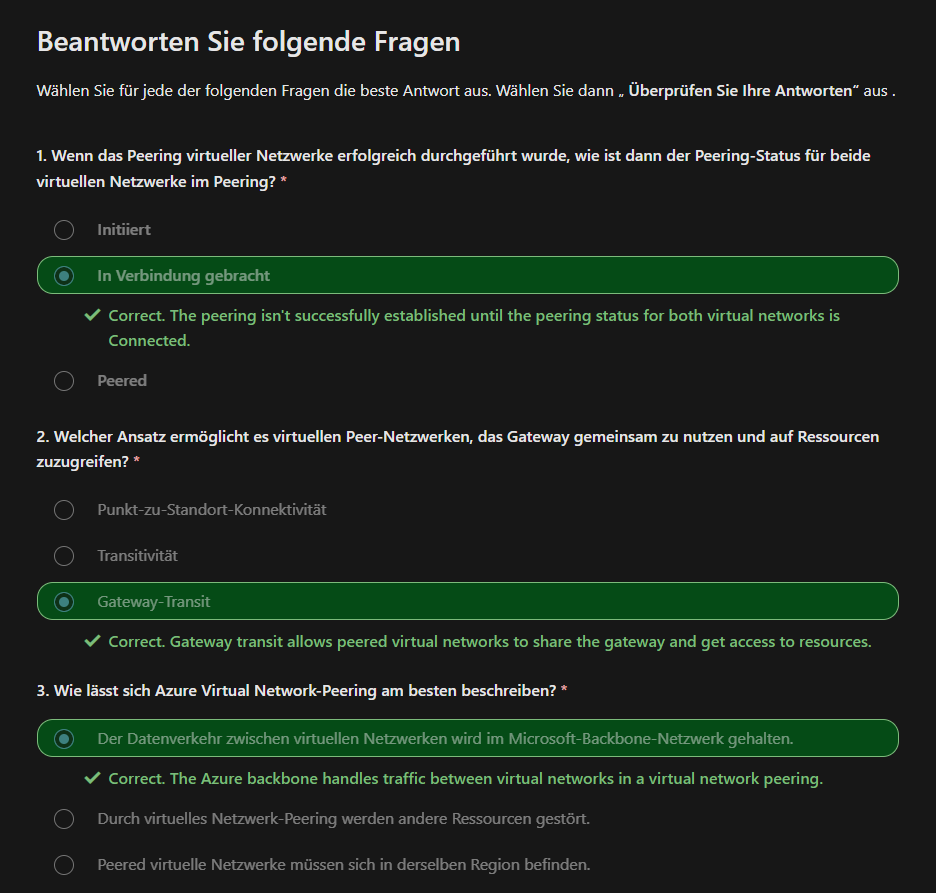 Beantworten Sie folgende Fragen
Wählen Sie für jede der folgenden Fragen die beste Antwort aus. Wählen Sie dann „ Überprüfen Sie Ihre Antworten“ aus .
1. Wenn das Peering virtueller Netzwerke erfolgreich durchgeführt wurde, wie ist dann der Peering-Status für beide
virtuellen Netzwerke im Peering? *
Initiiert
In Verbindung gebracht
Correct. The peering isn't successfully established until the peering status for both virtual networks is
Connected.
Peered
2. Welcher Ansatz ermöglicht es virtuellen Peer-Netzwerken, das Gateway gemeinsam zu nutzen und auf Ressourcen
zuzugreifen? *
Punkt-zu-Standort-Konnektivität
Transitivität
Gateway-Transit
Correct. Gateway transit allows peered virtual networks to share the gateway and get access to resources.
3. Wie lässt sich Azure Virtual Network-Peering am besten beschreiben? *
Der Datenverkehr zwischen virtuellen Netzwerken wird im Microsoft-Backbone-Netzwerk gehalten.
Correct. The Azure backbone handles traffic between virtual networks in a virtual network peering.
Durch virtuelles Netzwerk-Peering werden andere Ressourcen gestört.
Peered virtuelle Netzwerke müssen sich in derselben Region befinden.